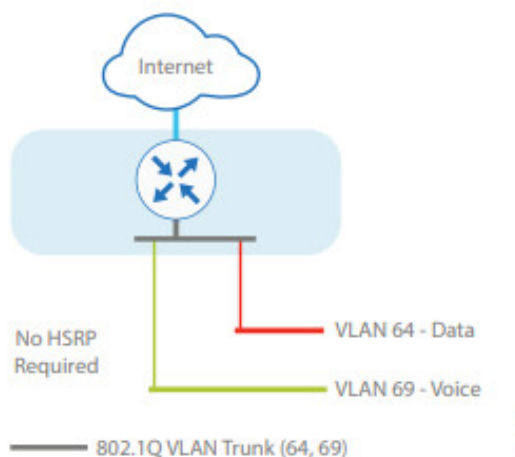 Internet
No HSRP
Required
VLAN 64 - Data
VLAN 69 - Voice
802.1Q VLAN Trunk (64, 69)